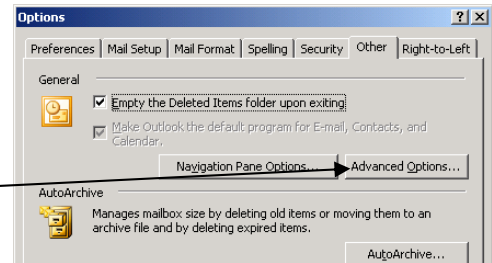 Options
Preferences Mail Setup Mail Format Spelling Security Other Right-to-Left
General
Empty the Deleted Items folder upon exiting
Make Outlook the default program for E-mail, Contacts, and
Calendar.
Navigation Pane Options... Advanced Options...
AutoArchive
Manages mailbox size by deleting old items or moving them to an
archive file and by deleting expired items.
AutoArchive...